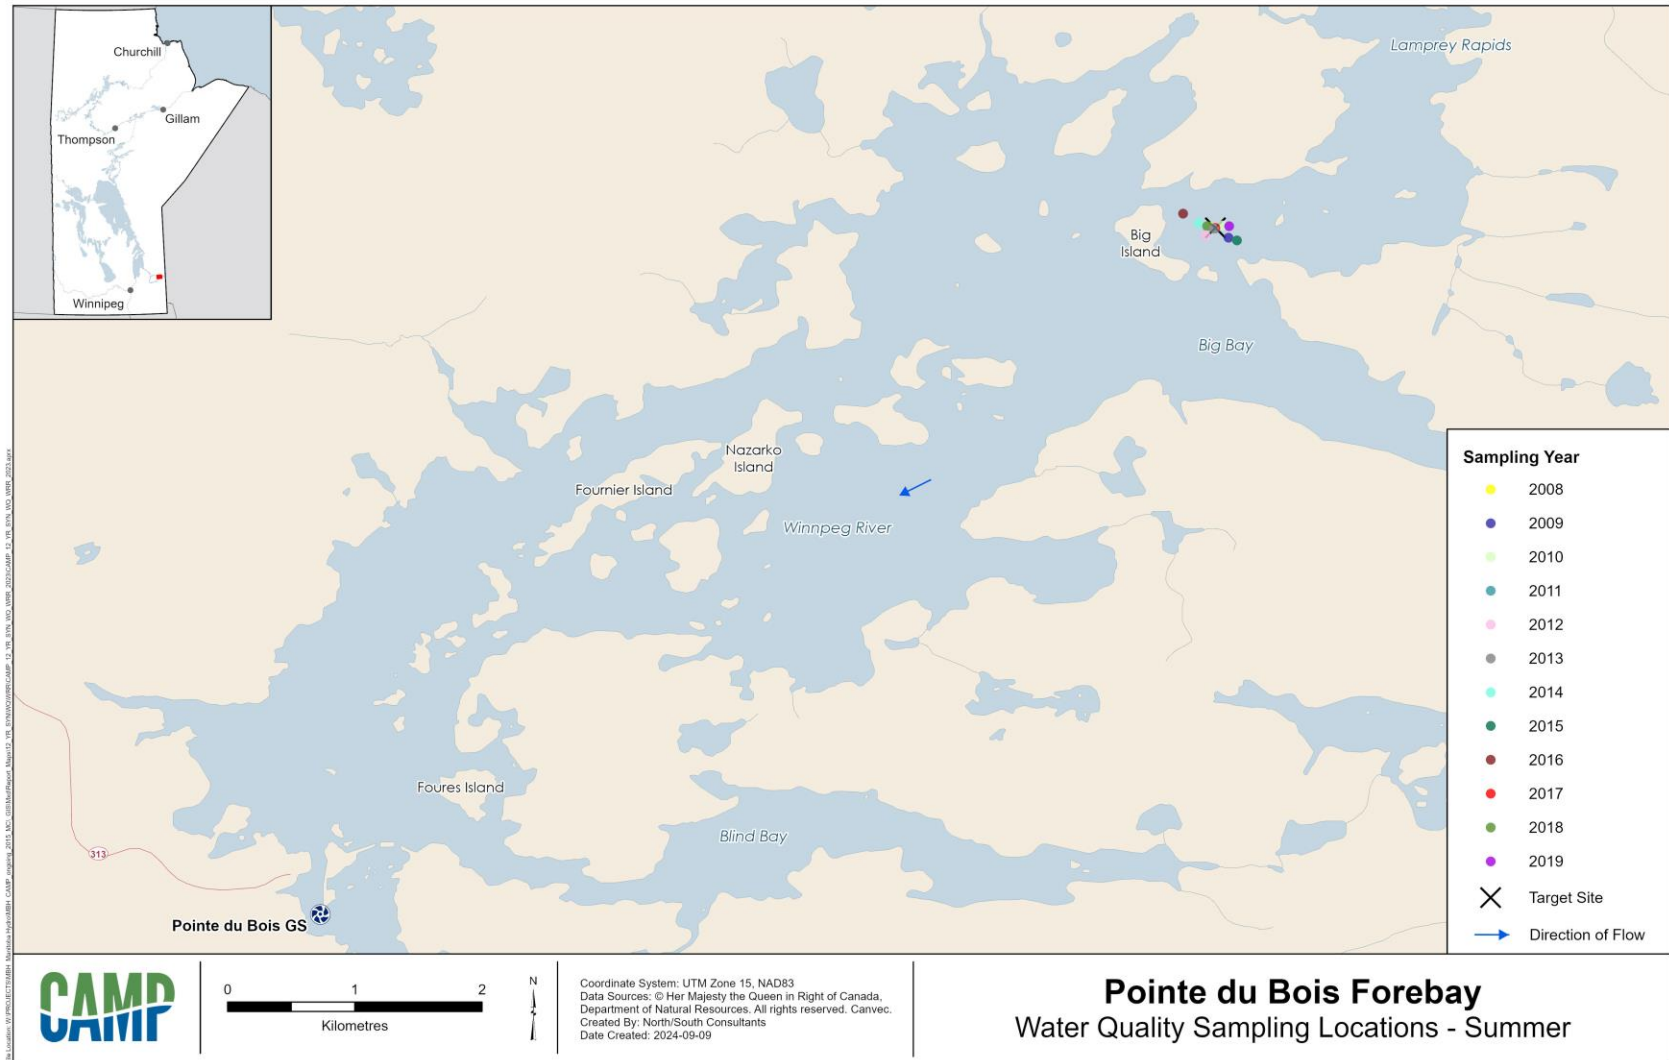 Churchill
Gillam
Thompson
Winnipeg
Lamprey Rapids
Big
Island
Big Bay
Nazarko
Island
Fournier Island
Winnpeg River
Foures Island
Blind Bay
313
Pointe du Bois GS
Sampling Year
2008
2009
2010
2011
2012
2013
2014
2015
2016
2017
2018
2019
Target Site
Direction of Flow
CAMP
0 1 2
Kilometres
N
Coordinate System: UTM Zone 15, NAD83
Data Sources: © Her Majesty the Queen in Right of Canada,
Department of Natural Resources. All rights reserved. Canvec.
Created By: North/South Consultants
Date Created: 2024-09-09
Pointe du Bois Forebay
Water Quality Sampling Locations - Summer